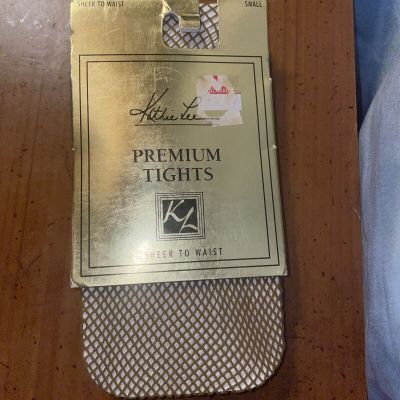 SHEER TO WAIST
SMALL
Kathie Lee
PREMIUM
TIGHTS
KL
SHEER TO WAIST